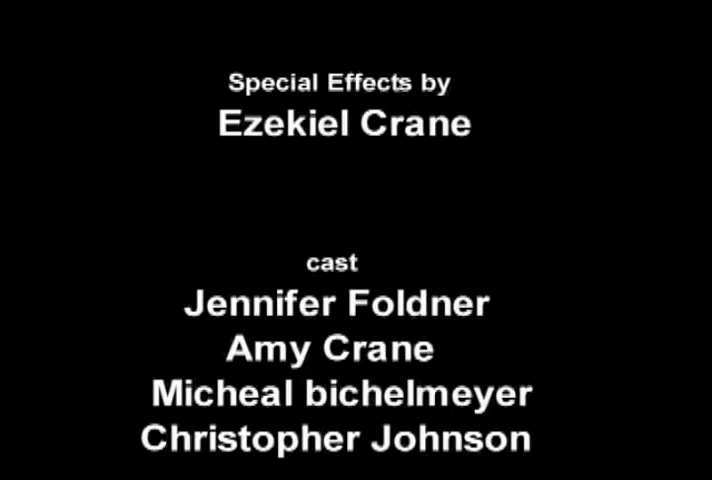 Special Effects by
Ezekiel Crane
cast
Jennifer Foldner
Amy Crane
Micheal bichelmeyer
Christopher Johnson